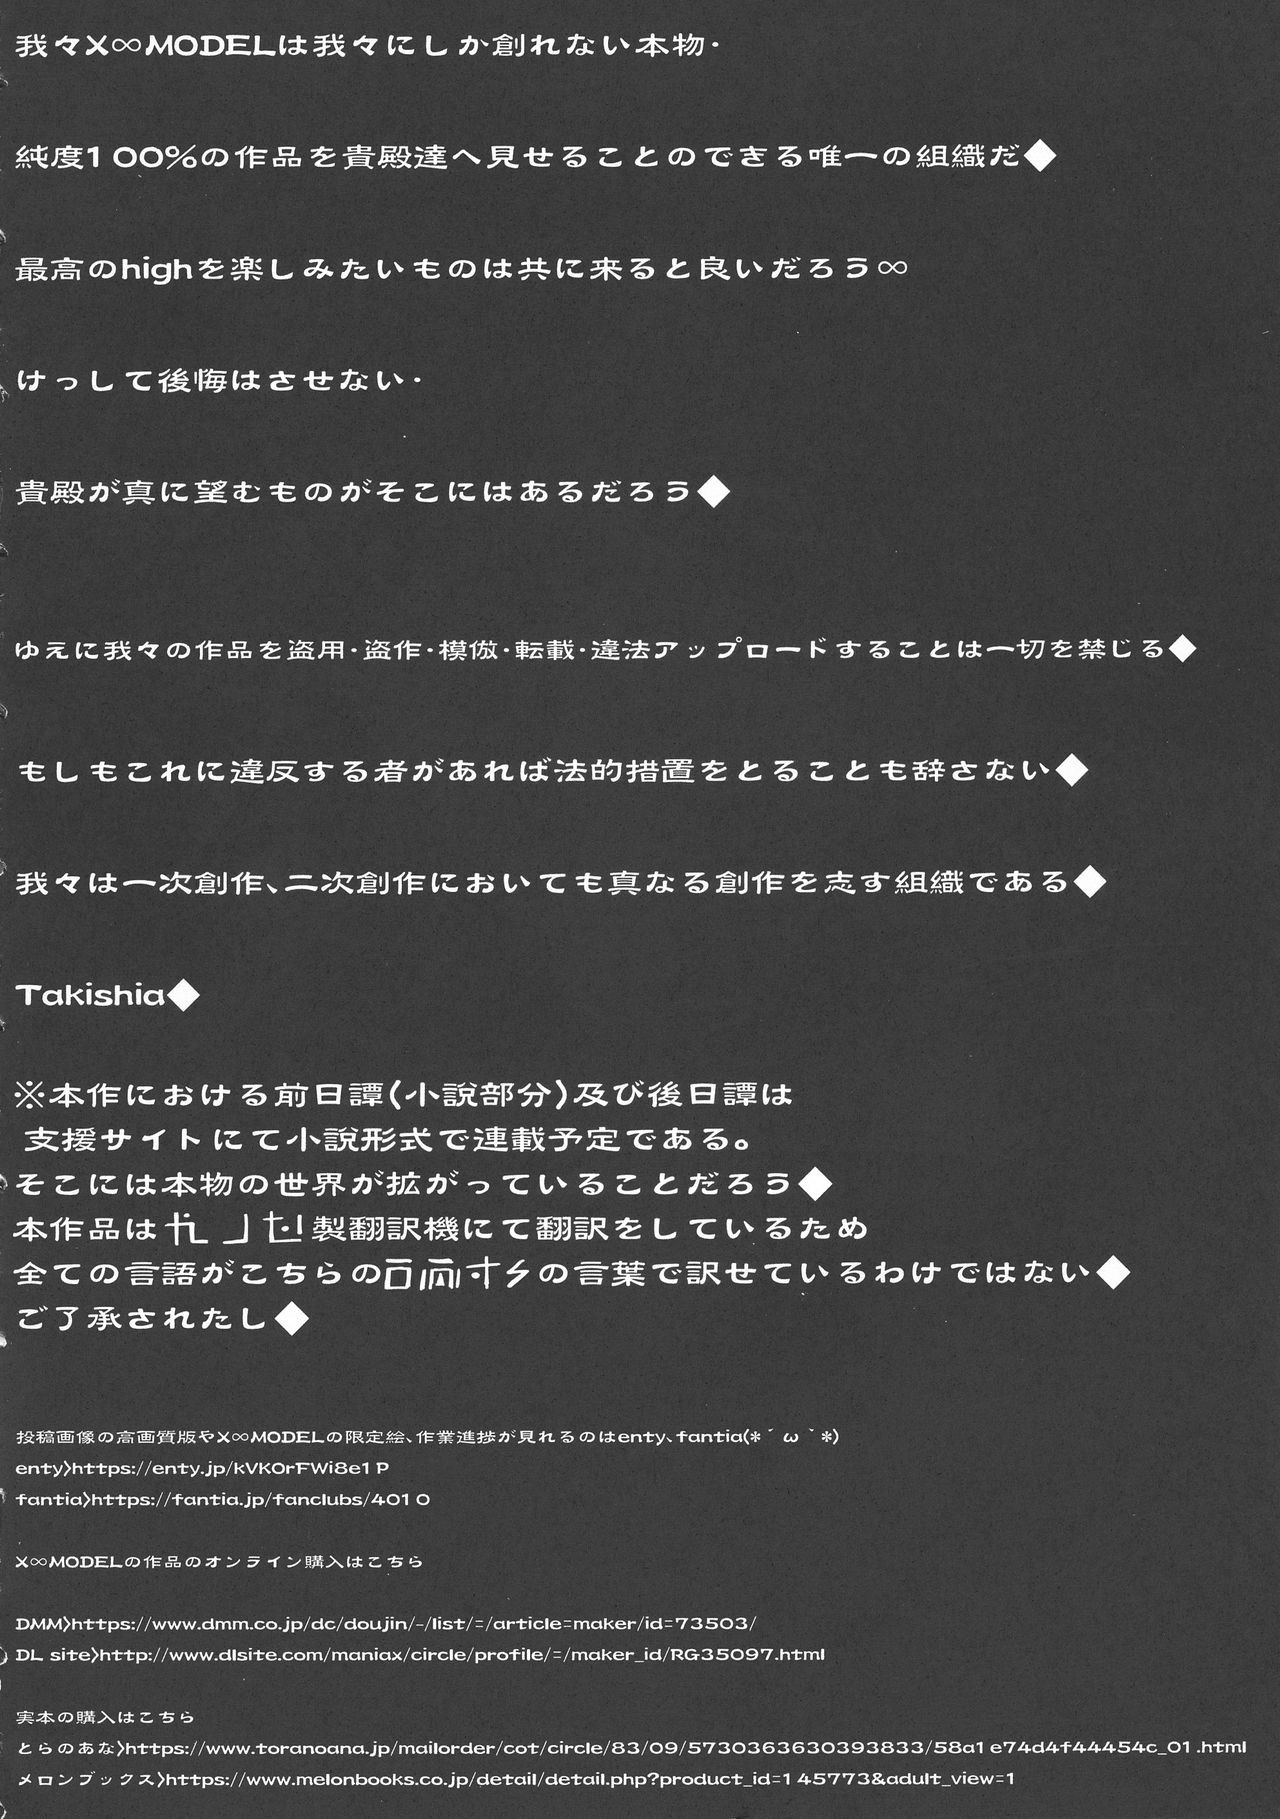 我々X∞MODELは我々にしか創れない本物･
純度100%の作品を貴殿達へ見せることのできる唯一の組織だ◆
最高のhighを楽しみたいものは共に来ると良いだろう∞
けっして後悔はさせない･
貴殿が真に望むものがそこにはあるだろう◆
ゆえに我々の作品を盗用･盗作･模倣･転載･違法アップロードすることは一切を禁じる◆
もしもこれに違反する者があれば法的措置をとることも辞さない◆
我々は一次創作、二次創作においても真なる創作を志す組織である◆
Takishia◆
※本作における前日譚(小説部分)及び後日譚は
支援サイトにて小説形式で連載予定である。
そこには本物の世界が拡がっていることだろう◆
本作品は製翻訳機にて翻訳をしているため
全ての言語がこちらのの言葉で訳せているわけではない◆
ご了承されたし◆
投稿画像の高画質版やX∞MODELの限定絵、作業進捗が見れるのはenty、fantia(*´ω`*)
enty>https://enty.jp/kVKOrFWi8e1P
fantia>https://fantia.jp/fanclubs/4010
X∞MODELの作品のオンライン購入はこちら
DMM>https://www.dmm.co.jp/dc/doujin/-/list/=/article=maker/id=73503/
DL site>http://www.dlsite.com/maniax/circle/profile/=/maker_id/RG35097.html
実本の購入はこちら
とらのあな>https://www.toranoana.jp/mailorder/cot/circle/83/09/5730363630393833/58a1e74d4f44454c_01.html
メロンブックス>https://www.melonbooks.co.jp/detail/detail.php?product_id=145773&adult_view=1